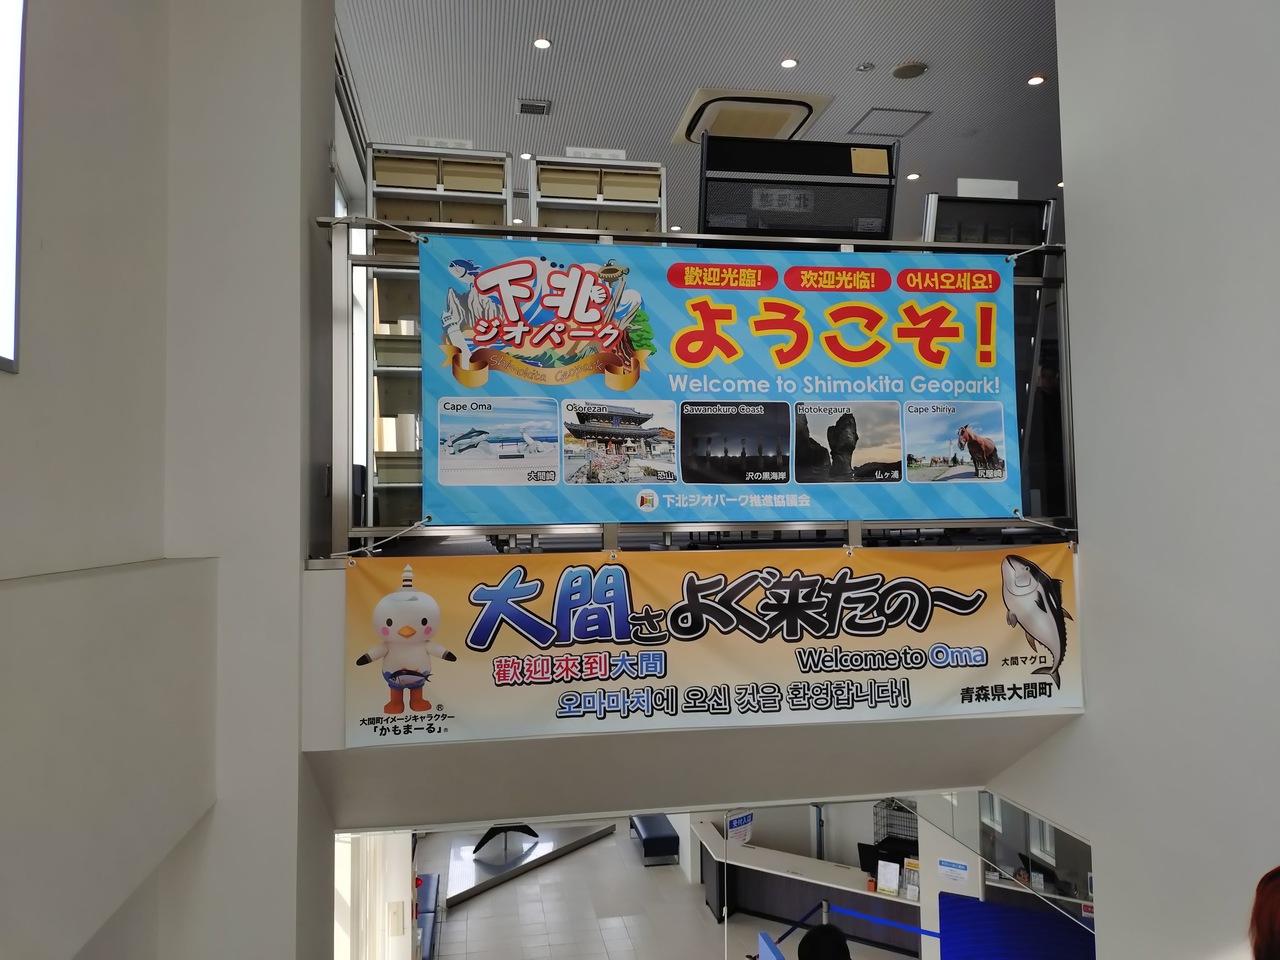 下北
ジオパーク
Shimokita Geopark
歡迎光臨!
欢迎光临!
어서오세요!
ようこそ!
Welcome to Shimokita Geopark!
Cape Oma
大間崎
Osorezan
恐山
Sawanokuro Coast
沢の黒海岸
Hotokegaura
仏ヶ浦
Cape Shiriya
尻屋崎
下北ジオパーク推進協議会
大間さよぐ来たの～
歡迎來到大間
Welcome to Oma
오마마치에 오신 것을 환영합니다!
大間マグロ
青森県大間町
®
大間町イメージキャラクター
「かもまーる」®